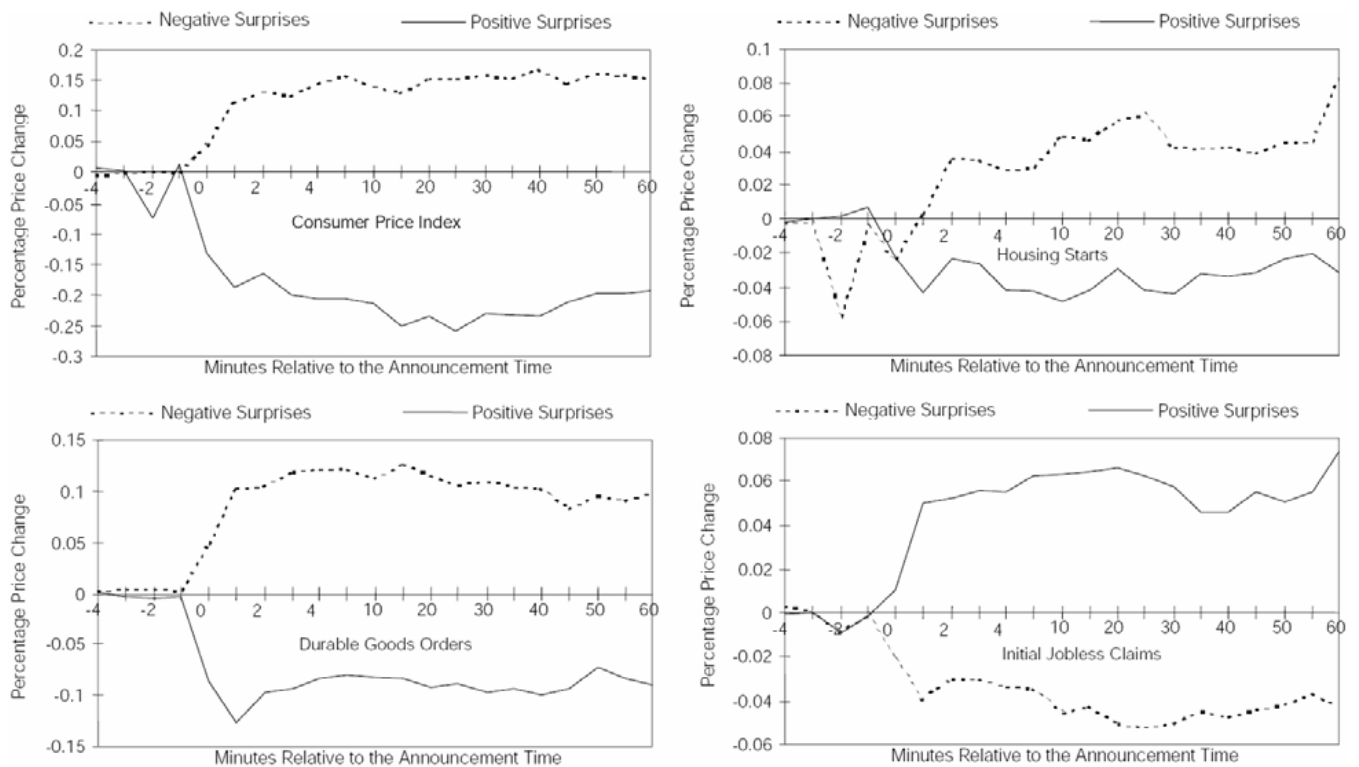 Negative Surprises Positive Surprises
0.2
0.15
0.1
0.05
0
-0.05
-0.1
-0.15
-0.2
-0.25
-0.3
Percentage Price Change
-4 -2 0 2 4 10 20 30 40 50 60
Consumer Price Index
Minutes Relative to the Announcement Time
Negative Surprises Positive Surprises
0.1
0.08
0.06
0.04
0.02
0
-0.02
-0.04
-0.06
-0.08
Percentage Price Change
-4 -2 0 2 4 10 20 30 40 50 60
Housing Starts
Minutes Relative to the Announcement Time
Negative Surprises Positive Surprises
0.15
0.1
0.05
0
-0.05
-0.1
-0.15
Percentage Price Change
-4 -2 0 2 4 10 20 30 40 50 60
Durable Goods Orders
Minutes Relative to the Announcement Time
Negative Surprises Positive Surprises
0.08
0.06
0.04
0.02
0
-0.02
-0.04
-0.06
Percentage Price Change
-4 -2 0 2 4 10 20 30 40 50 60
Initial Jobless Claims
Minutes Relative to the Announcement Time